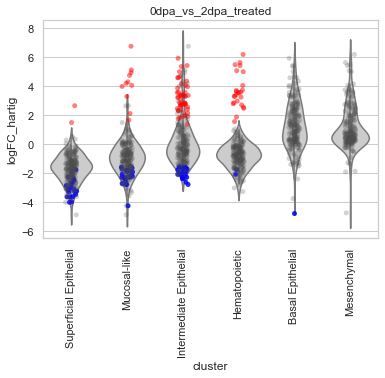 0dpa_vs_2dpa_treated
logFC_hartig
8
6
4
2
0
−2
−4
−6
Superficial Epithelial
Mucosal-like
Intermediate Epithelial
Hematopoietic
Basal Epithelial
Mesenchymal
cluster